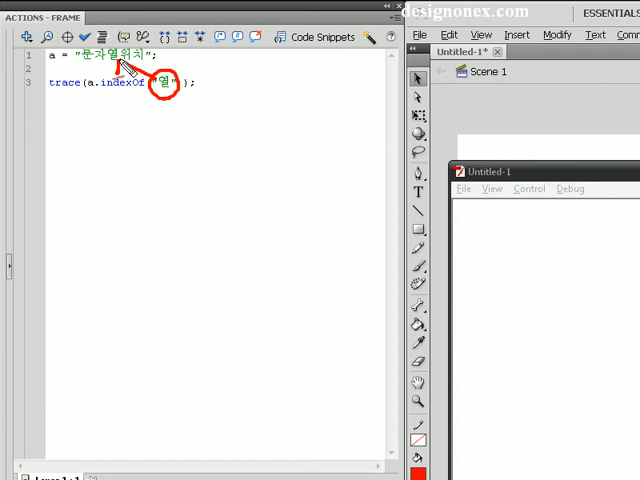 designonex.com
ACTIONS - FRAME
ESSENTIALS
Code Snippets
File Edit View Insert Modify Text
1 a = "문자열위치";
2
3 trace(a.indexOf("열"));
Untitled-1*
Scene 1
Untitled-1
File View Control Debug